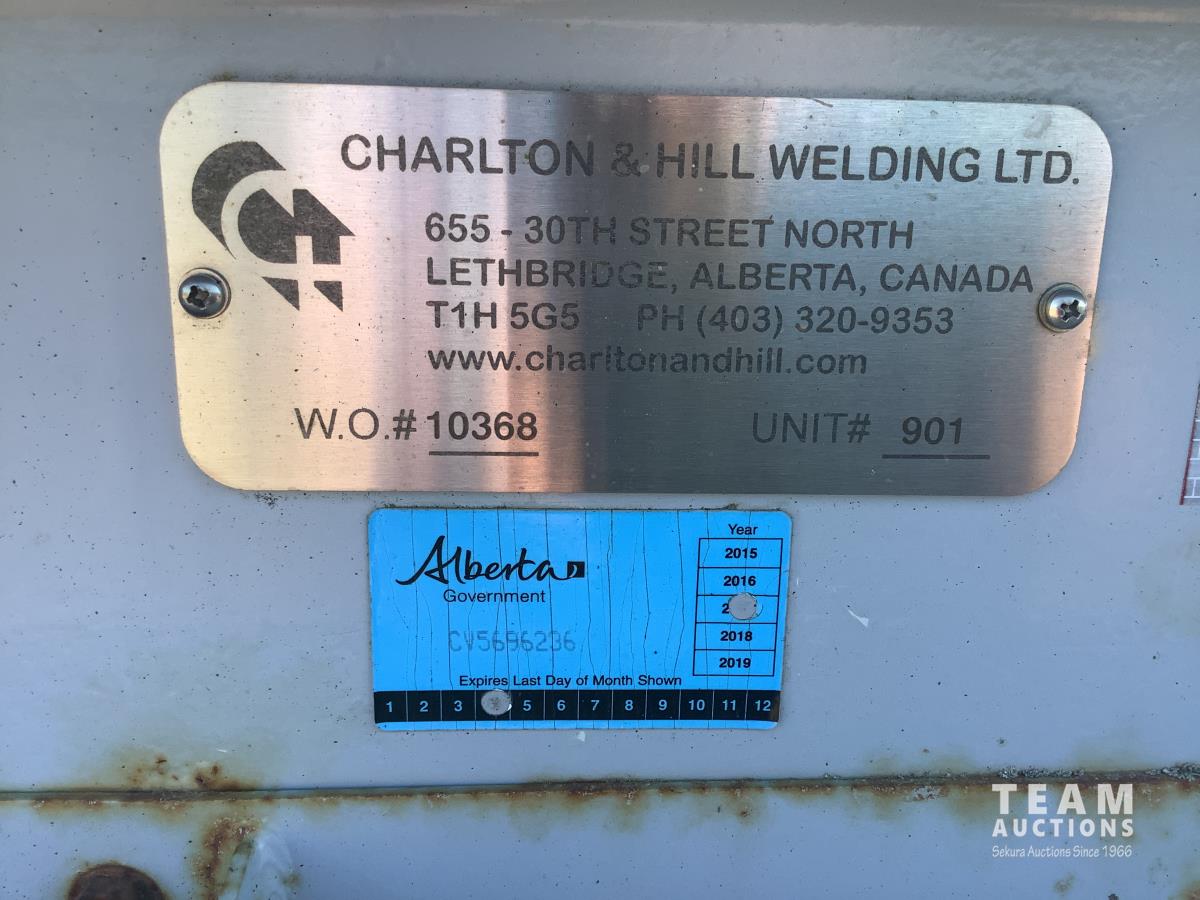 CHARLTON & HILL WELDING LTD.
655 - 30TH STREET NORTH
LETHBRIDGE, ALBERTA, CANADA
T1H 5G5 PH (403) 320-9353
www.charltonandhill.com
W.O.# 10368 UNIT# 901
Alberta
Government
CV5696236
Year
2015
2016
2018
2019
Expires Last Day of Month Shown
1 2 3 5 6 7 8 9 10 11 12
TEAM
AUCTIONS
Sekura Auctions Since 1966